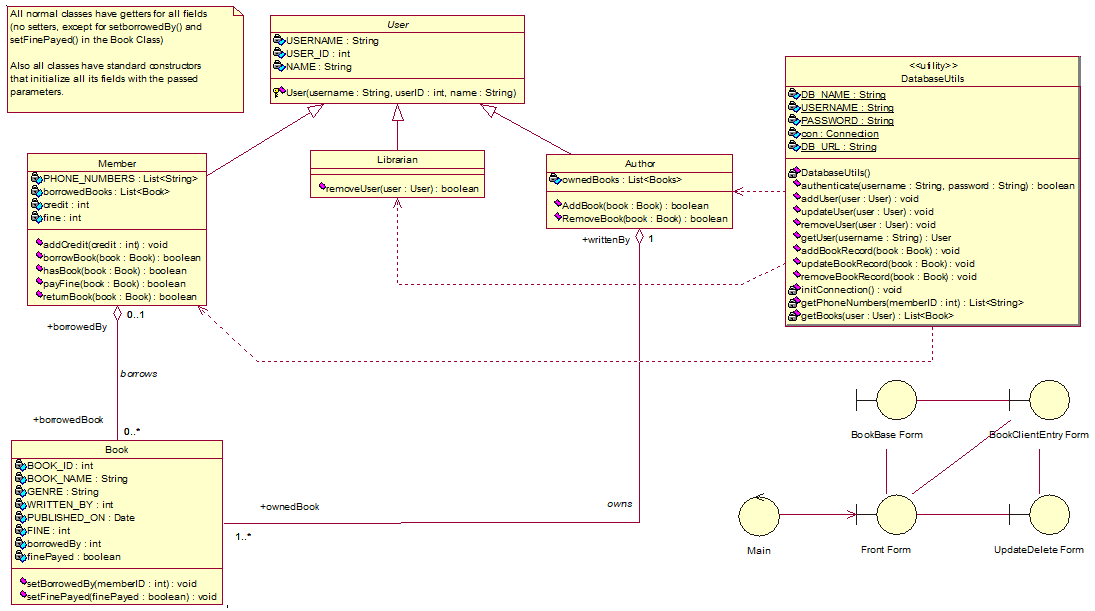 All normal classes have getters for all fields
(no setters, except for setborrowedBy() and
setFinePayed() in the Book Class)
Also all classes have standard constructors
that initialize all its fields with the passed
parameters.
User
USERNAME : String
USER_ID : int
NAME : String
User(username : String, userID : int, name : String)
<<utility>>
DatabaseUtils
DB_NAME : String
USERNAME : String
PASSWORD : String
con : Connection
DB_URL : String
DatabaseUtils()
authenticate(username : String, password : String) : boolean
addUser(user : User) : void
updateUser(user : User) : void
removeUser(user : User) : void
getUser(username : String) : User
addBookRecord(book : Book) : void
updateBookRecord(book : Book) : void
removeBookRecord(book : Book) : void
initConnection() : void
getPhoneNumbers(memberID : int) : List<String>
getBooks(user : User) : List<Book>
Member
PHONE_NUMBERS : List<String>
borrowedBooks : List<Book>
credit : int
fine : int
addCredit(credit : int) : void
borrowBook(book : Book) : boolean
hasBook(book : Book) : boolean
payFine(book : Book) : boolean
returnBook(book : Book) : boolean
Librarian
removeUser(user : User) : boolean
Author
ownedBooks : List<Books>
AddBook(book : Book) : boolean
RemoveBook(book : Book) : boolean
+writtenBy
1
0..1
+borrowedBy
borrows
+borrowedBook
0..*
Book
BOOK_ID : int
BOOK_NAME : String
GENRE : String
WRITTEN_BY : int
PUBLISHED_ON : Date
FINE : int
borrowedBy : int
finePayed : boolean
setBorrowedBy(memberID : int) : void
setFinePayed(finePayed : boolean) : void
+ownedBook
1..*
owns
BookBase Form
BookClientEntry Form
Main
Front Form
UpdateDelete Form